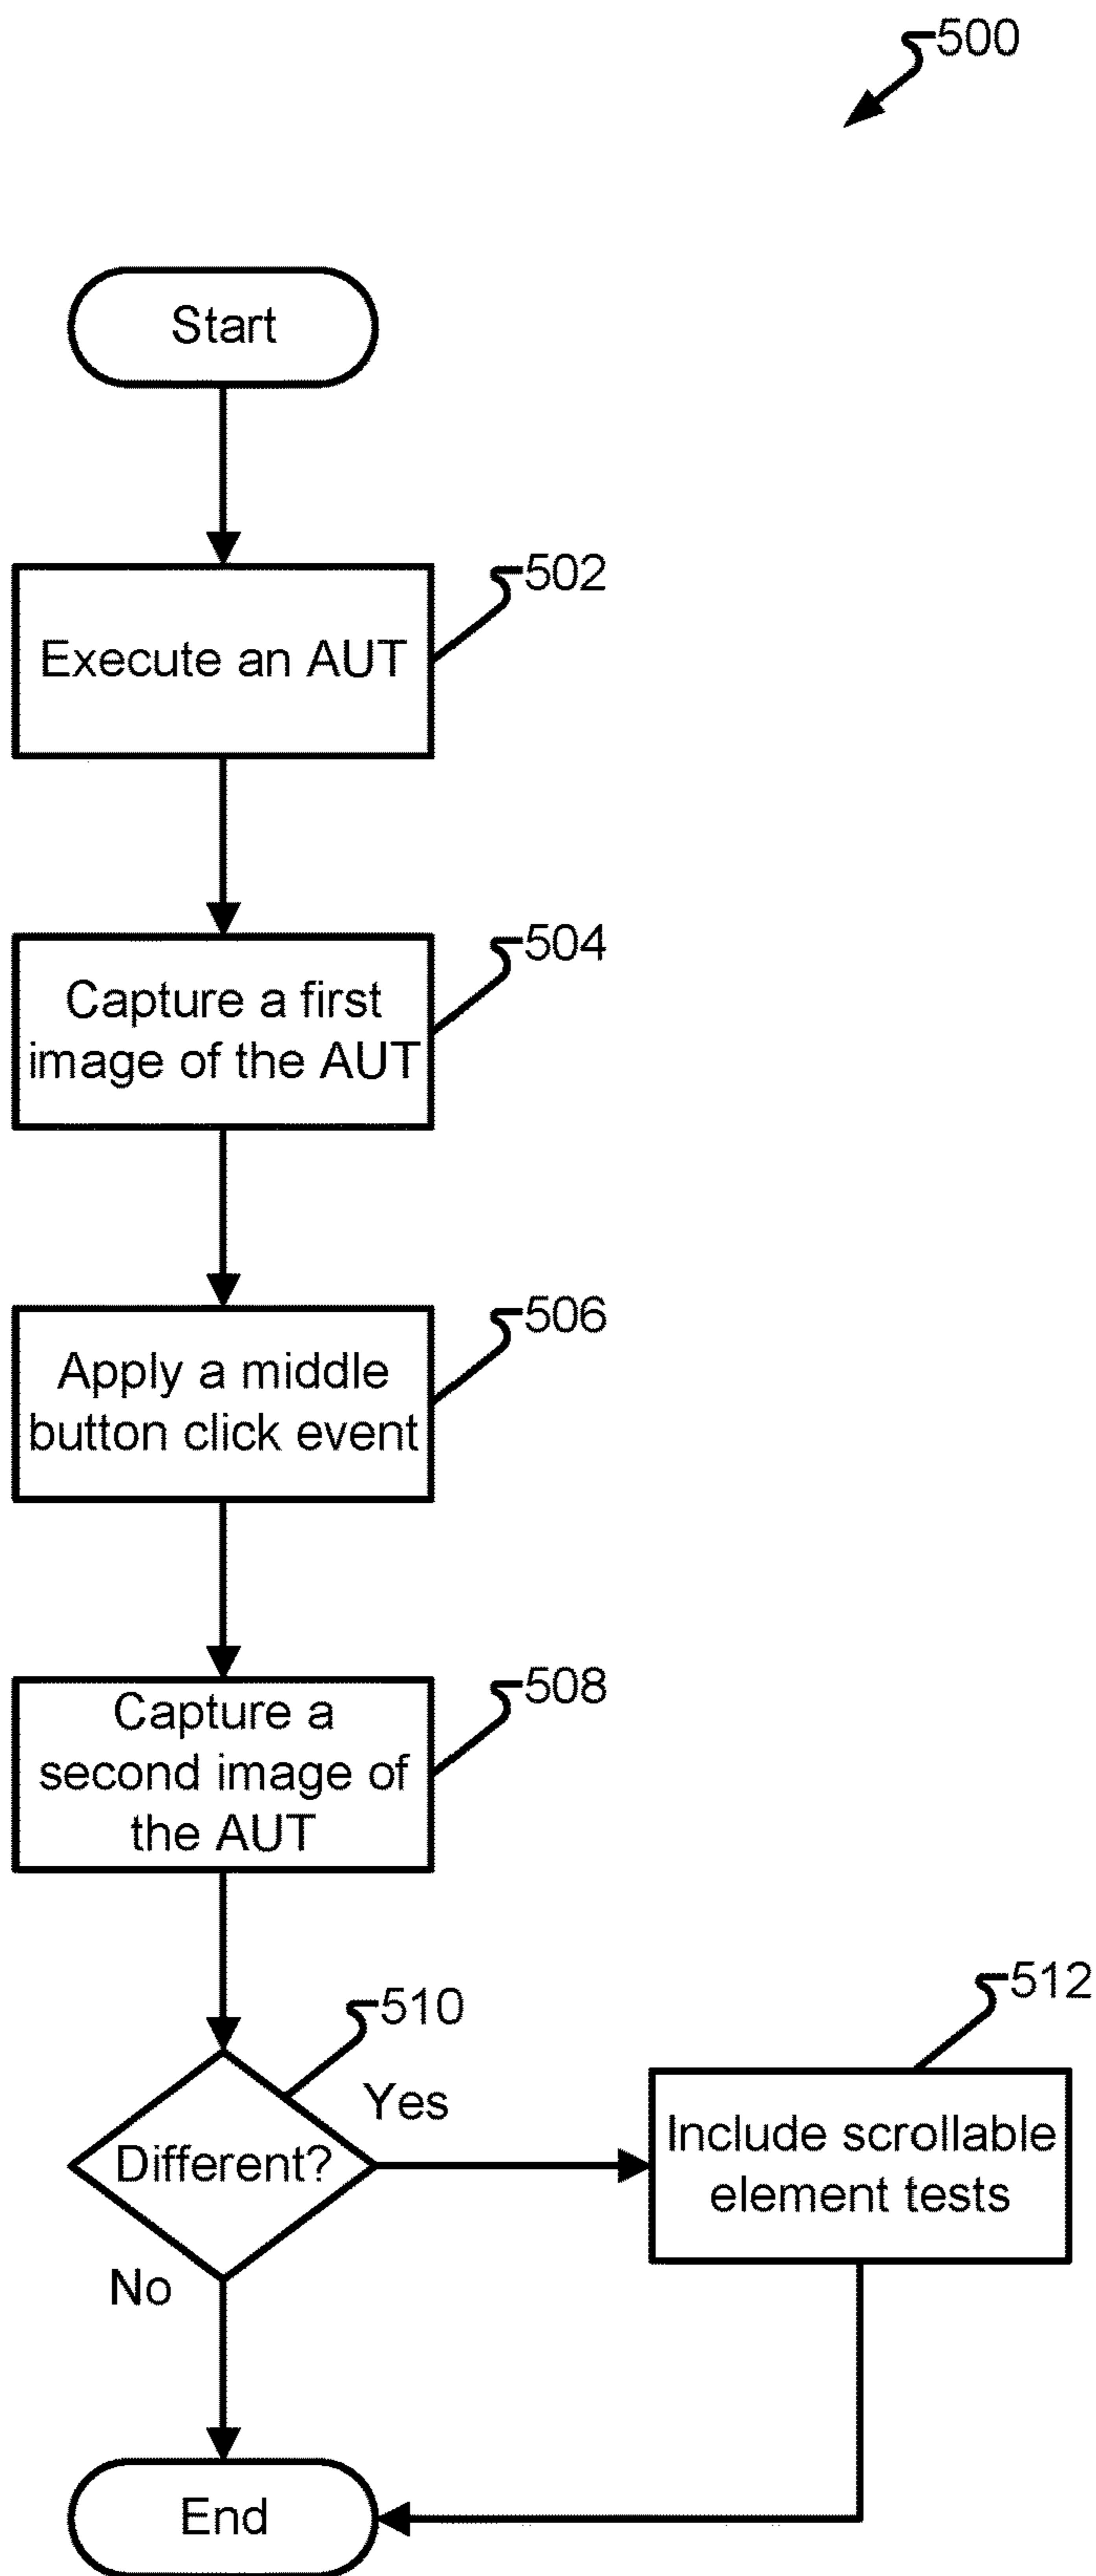 500
Start
502
Execute an AUT
504
Capture a first
image of the AUT
506
Apply a middle
button click event
508
Capture a
second image of
the AUT
510
Different?
Yes
512
Include scrollable
element tests
No
End